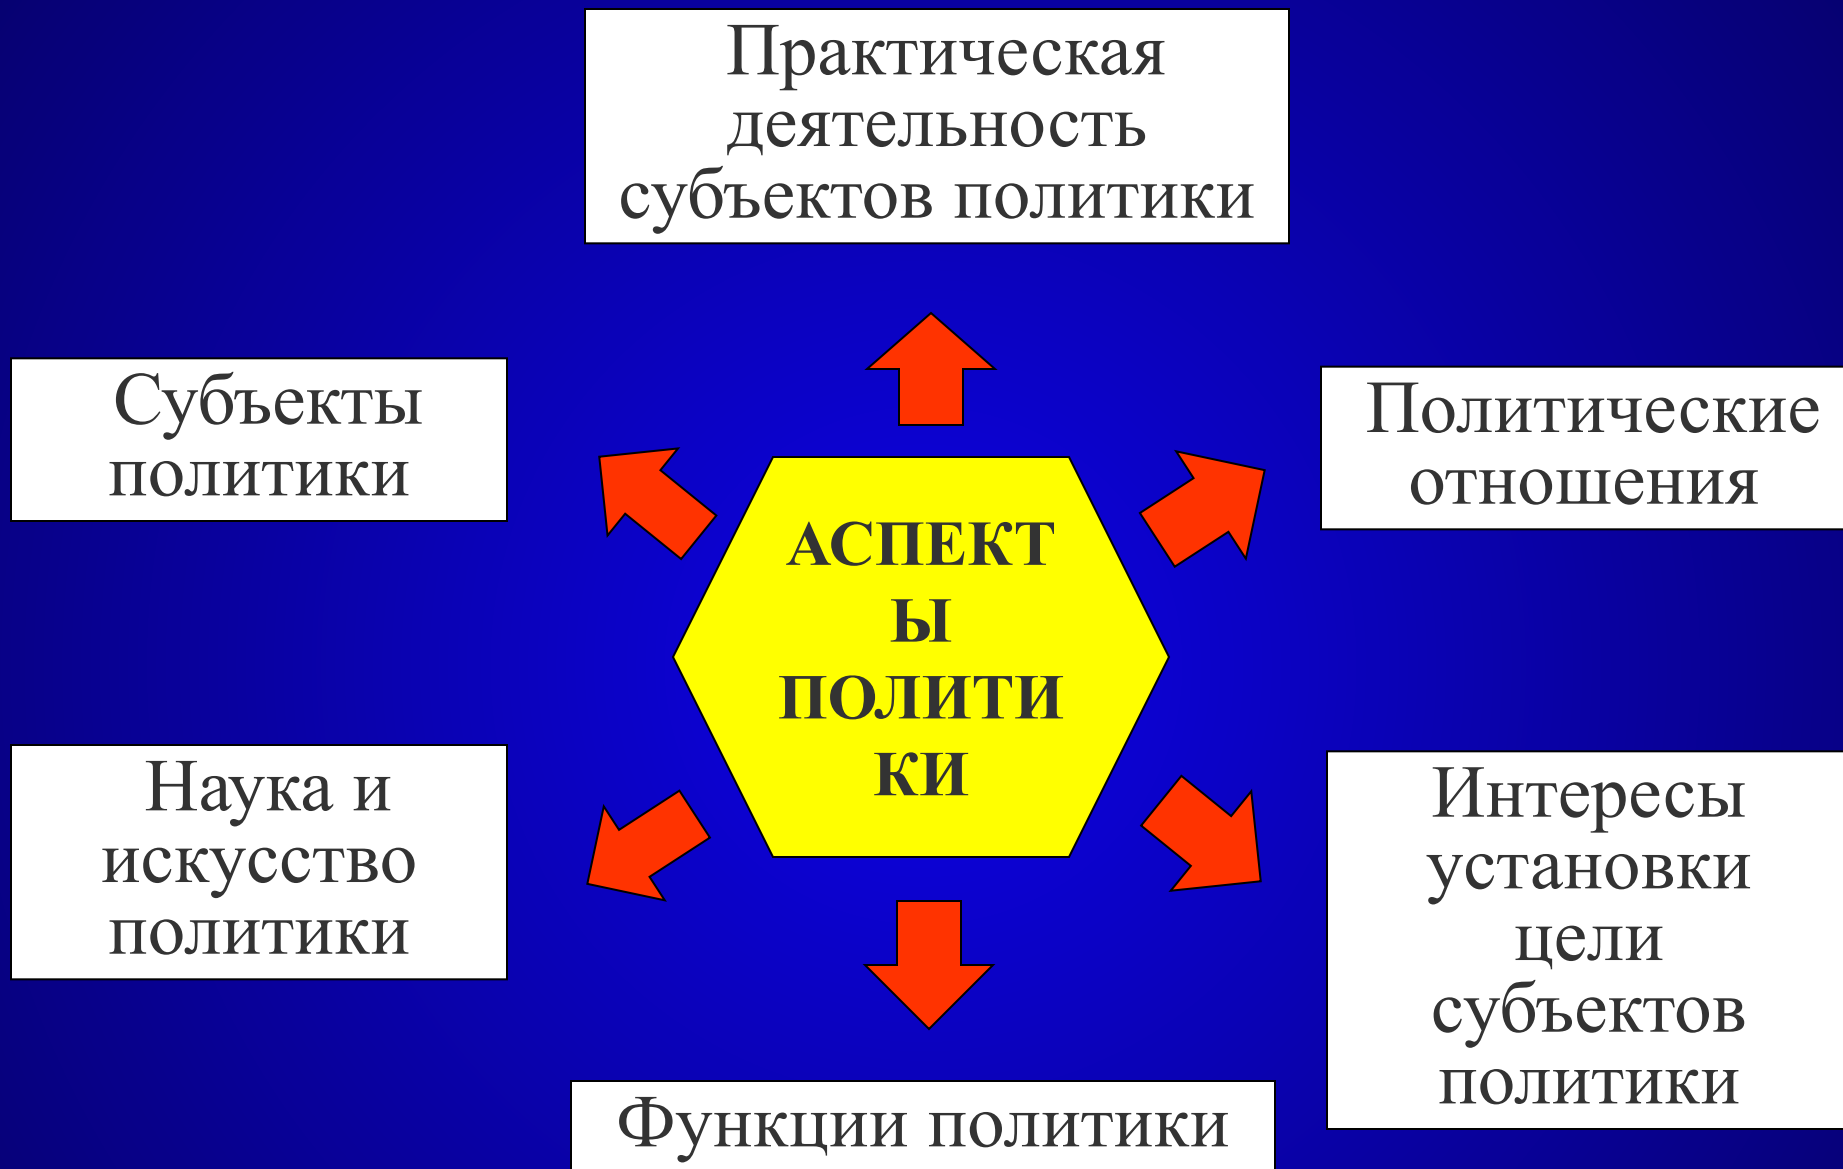 Практическая
деятельность
субъектов политики
Субъекты
политики
Политические
отношения
АСПЕКТ
Ы
ПОЛИТИ
КИ
Наука и
искусство
политики
Интересы
установки
цели
субъектов
политики
Функции политики